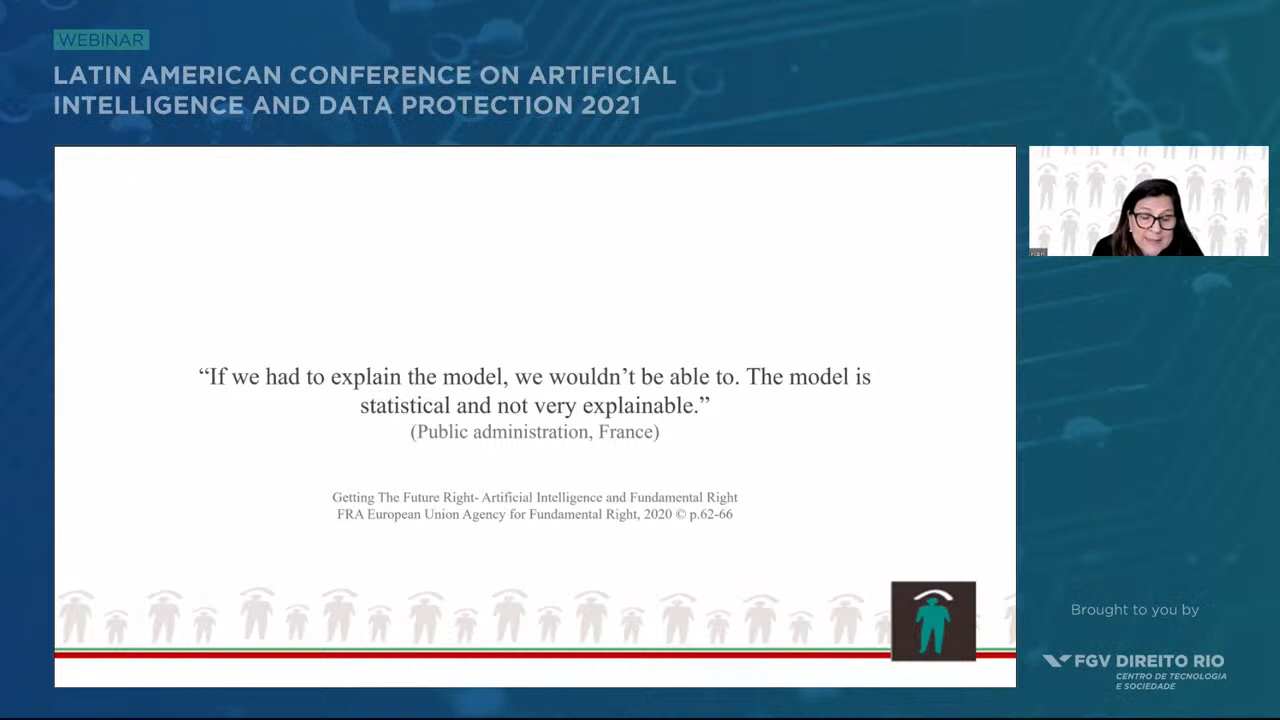 WEBINAR
LATIN AMERICAN CONFERENCE ON ARTIFICIAL
INTELLIGENCE AND DATA PROTECTION 2021
“If we had to explain the model, we wouldn’t be able to. The model is
statistical and not very explainable.”
(Public administration, France)
Getting The Future Right- Artificial Intelligence and Fundamental Right
FRA European Union Agency for Fundamental Right, 2020 © p.62-66
Brought to you by
FGV DIREITO RIO
CENTRO DE TECNOLOGIA
E SOCIEDADE